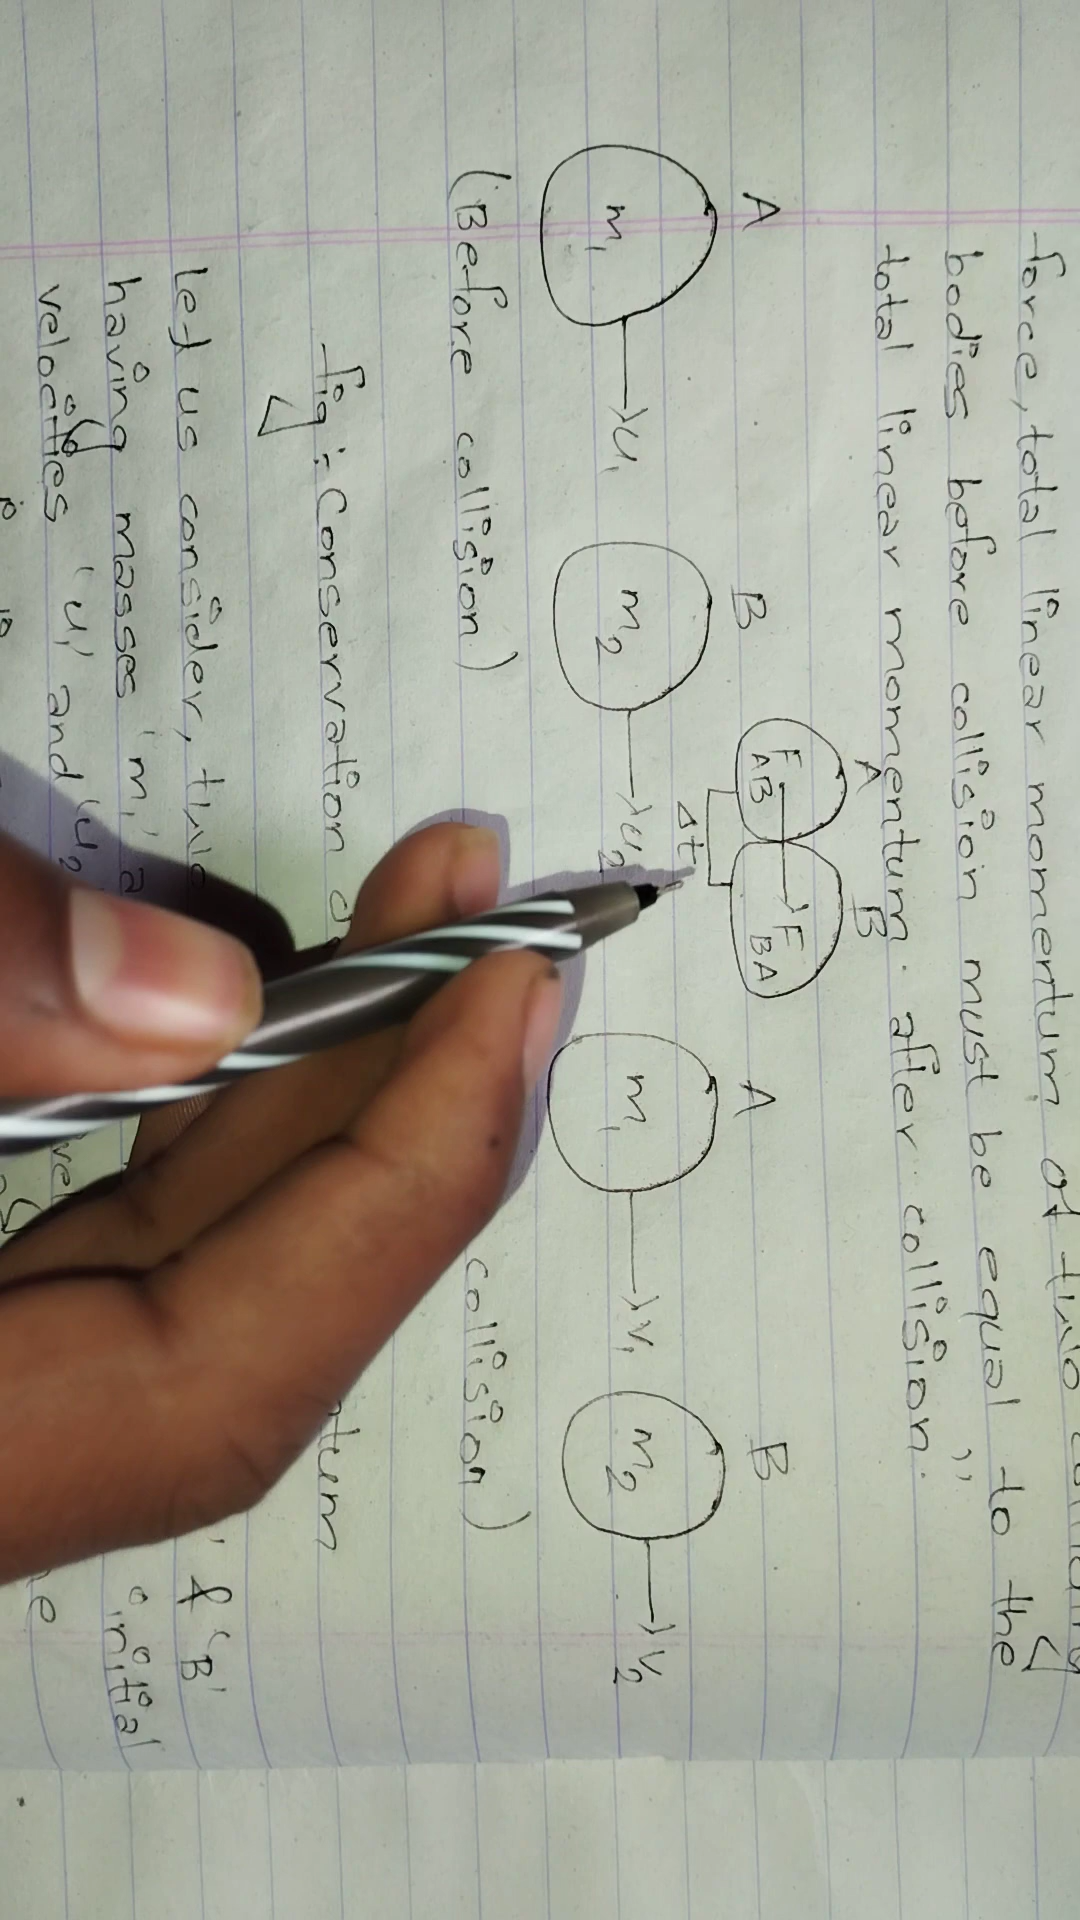 force, total linear momentum of two
bodies before collision must be equal to the
total linear momentum. after collision."
A B A B A B
m₁ u₁ m₂ u₂ F AB F BA m₁ v₁ m₂ v₂
Δt
(Before collision) collision)
fig: Conservation
let us consider, two & 'B'
having masses 'm₁' initial
velocities 'u₁' and 'u₂